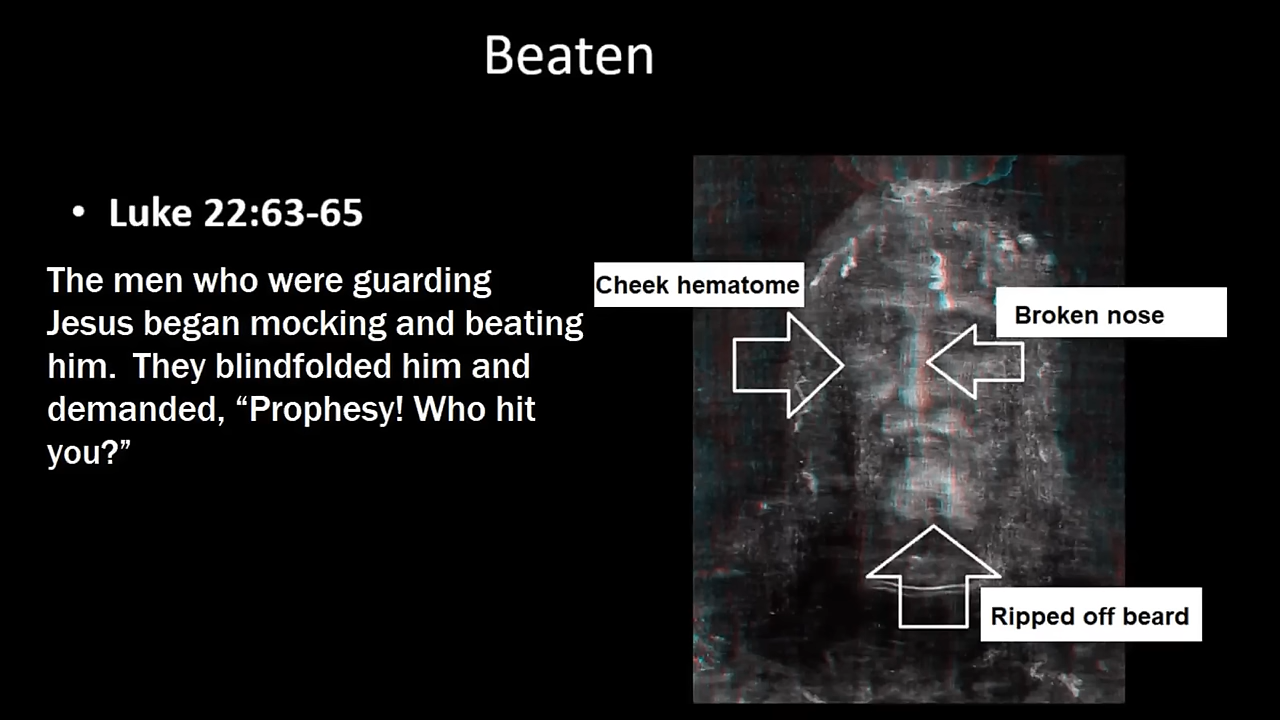 Beaten
• Luke 22:63-65
The men who were guarding
Jesus began mocking and beating
him. They blindfolded him and
demanded, “Prophesy! Who hit
you?”
Cheek hematome
Broken nose
Ripped off beard